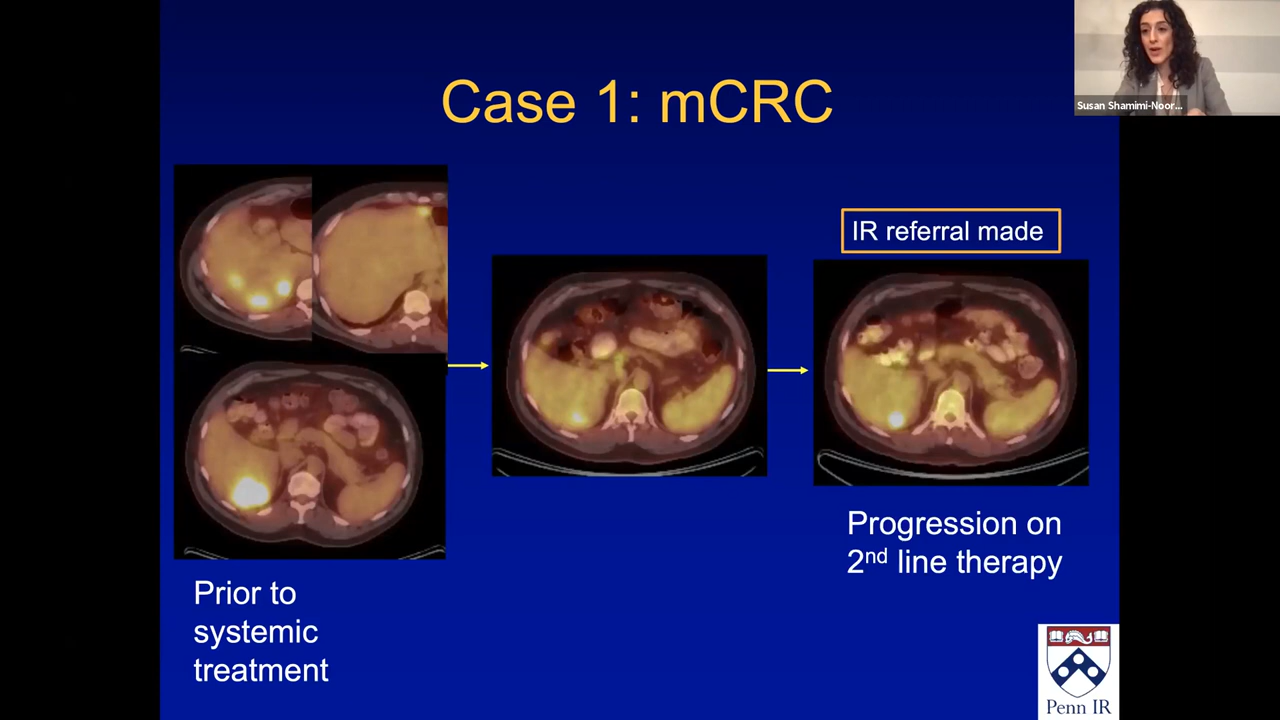 Case 1: mCRC
Susan Shamimi-Noor...
IR referral made
Progression on
2nd line therapy
Prior to
systemic
treatment
Penn IR